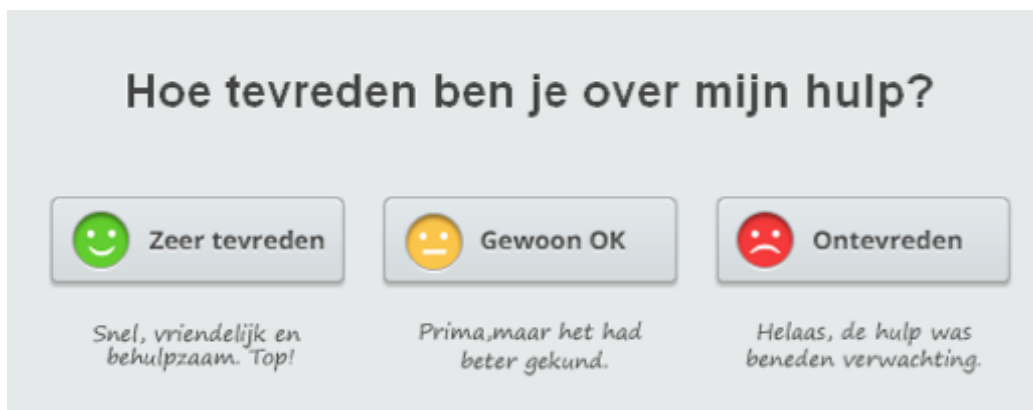 Hoe tevreden ben je over mijn hulp?
Zeer tevreden
Gewoon OK
Ontevreden
Snel, vriendelijk en
behulpzaam. Top!
Prima,maar het had
beter gekund.
Helaas, de hulp was
beneden verwachting.